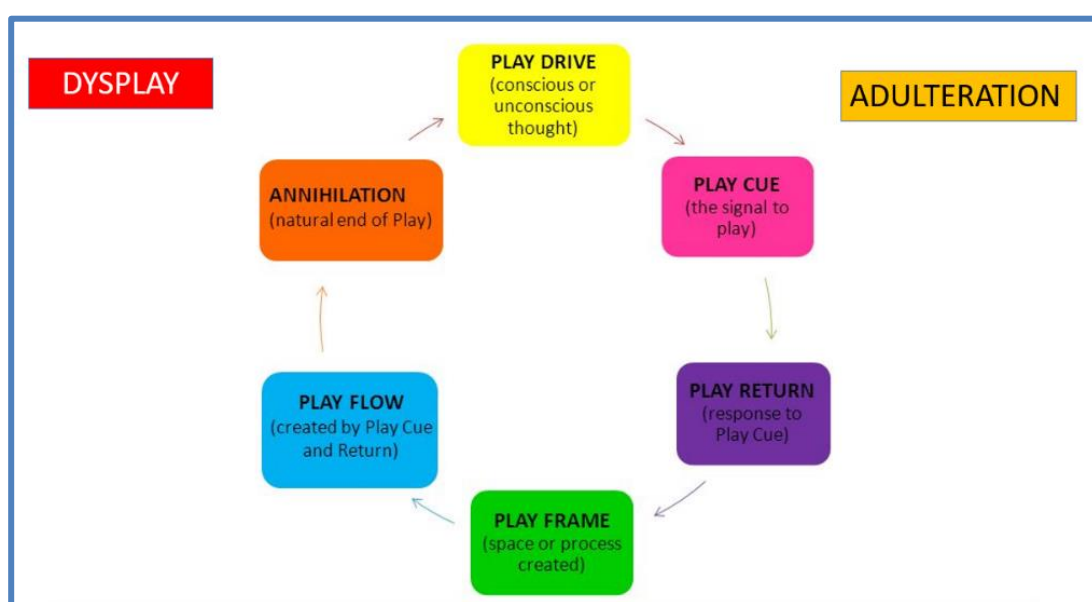 DYSPLAY
ADULTERATION
PLAY DRIVE
(conscious or
unconscious
thought)
PLAY CUE
(the signal to
play)
PLAY RETURN
(response to
Play Cue)
PLAY FRAME
(space or process
created)
PLAY FLOW
(created by Play Cue
and Return)
ANNIHILATION
(natural end of Play)